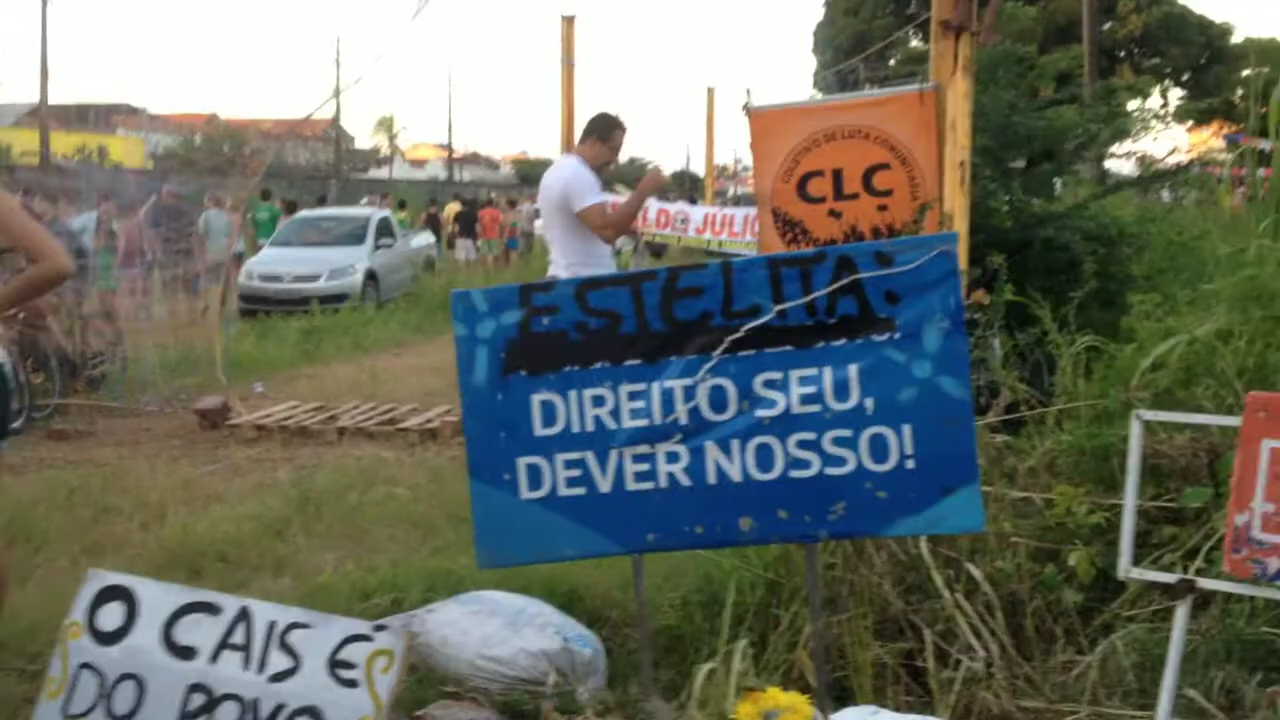 COLETIVO DE LUTA COMUNITÁRIA
CLC
JÚLIO
ESTELITA:
DIREITO SEU,
DEVER NOSSO!
O CAIS É
DO POVO